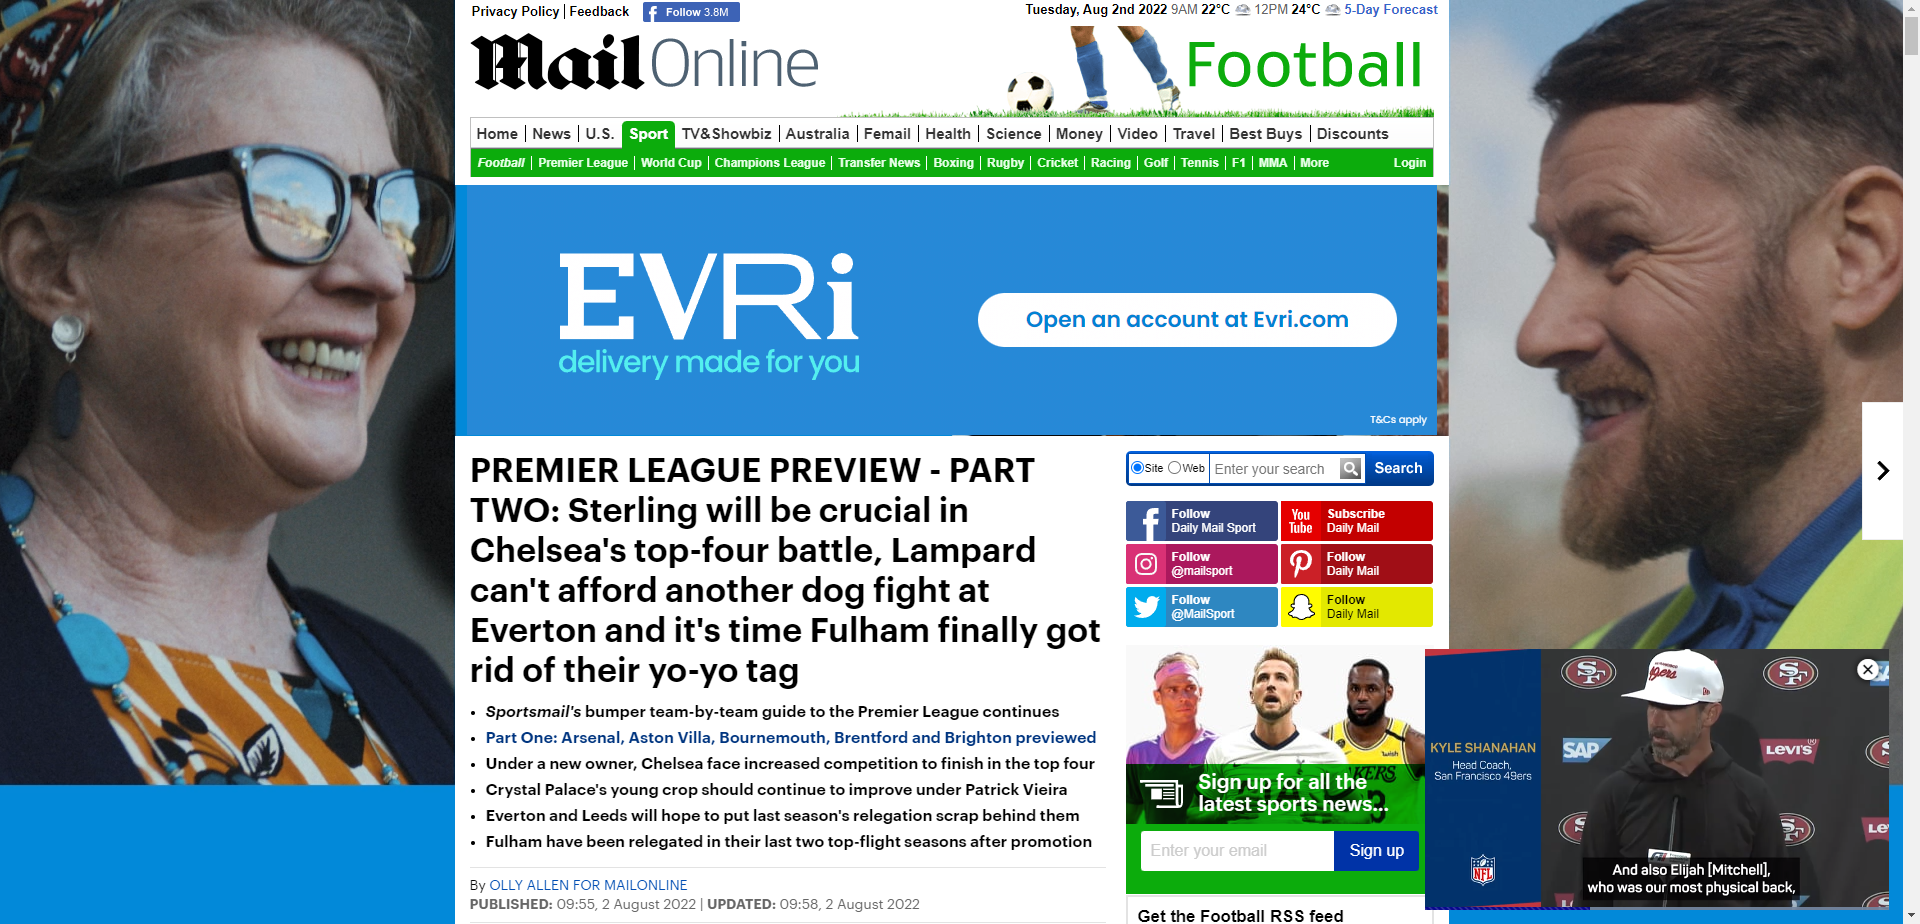 Privacy Policy | Feedback
Follow 3.8M
Tuesday, Aug 2nd 2022 9AM 22°C 12PM 24°C 5-Day Forecast
Mail Online
Football
Home News U.S. Sport TV&Showbiz Australia Femail Health Science Money Video Travel Best Buys Discounts
Football Premier League World Cup Champions League Transfer News Boxing Rugby Cricket Racing Golf Tennis F1 MMA More Login
EVRi
delivery made for you
Open an account at Evri.com
T&Cs apply
PREMIER LEAGUE PREVIEW - PART
TWO: Sterling will be crucial in
Chelsea's top-four battle, Lampard
can't afford another dog fight at
Everton and it's time Fulham finally got
rid of their yo-yo tag
• Sportsmail's bumper team-by-team guide to the Premier League continues
• Part One: Arsenal, Aston Villa, Bournemouth, Brentford and Brighton previewed
• Under a new owner, Chelsea face increased competition to finish in the top four
• Crystal Palace's young crop should continue to improve under Patrick Vieira
• Everton and Leeds will hope to put last season's relegation scrap behind them
• Fulham have been relegated in their last two top-flight seasons after promotion
By OLLY ALLEN FOR MAILONLINE
PUBLISHED: 09:55, 2 August 2022 | UPDATED: 09:58, 2 August 2022
Site Web Enter your search Search
Follow
Daily Mail Sport
You
Tube
Subscribe
Daily Mail
Follow
@mailsport
Follow
Daily Mail
Follow
@MailSport
Follow
Daily Mail
wish
KERS
3
Sign up for all the
latest sports news...
Enter your email
Sign up
Get the Football RSS feed
KYLE SHANAHAN
Head Coach,
San Francisco 49ers
NFL
SF
SF
49ers
SAP
LEVI'S
SF
LE
And also Elijah [Mitchell],
who was our most physical back,